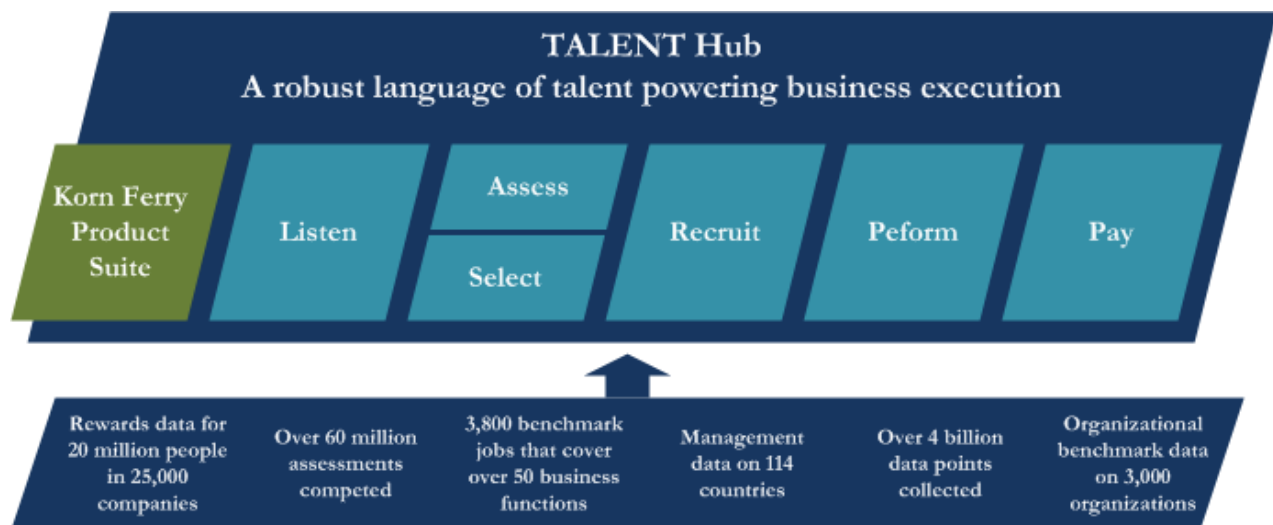 TALENT Hub
A robust language of talent powering business execution
Korn Ferry
Product
Suite
Listen
Assess
Select
Recruit
Peform
Pay
Rewards data for
20 million people
in 25,000
companies
Over 60 million
assessments
competed
3,800 benchmark
jobs that cover
over 50 business
functions
Management
data on 114
countries
Over 4 billion
data points
collected
Organizational
benchmark data
on 3,000
organizations